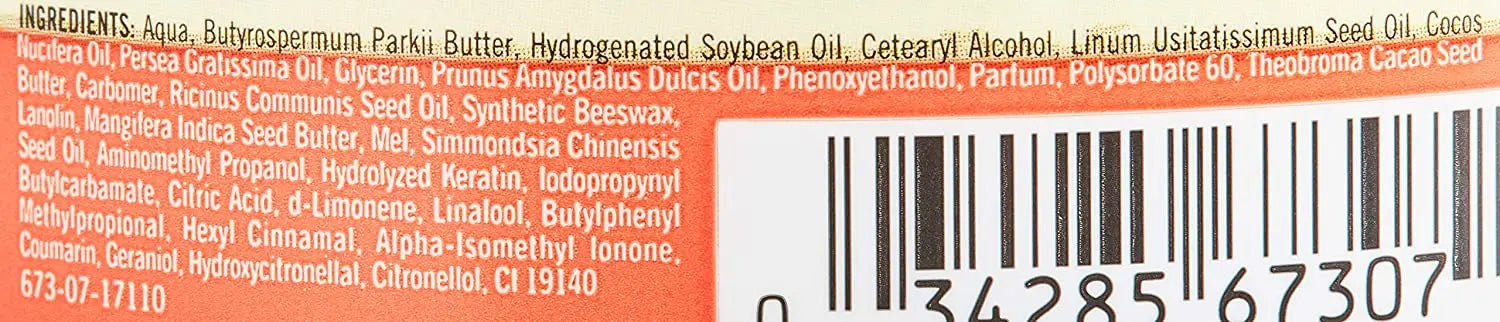 INGREDIENTS: Aqua, Butyrospermum Parkii Butter, Hydrogenated Soybean Oil, Cetearyl Alcohol, Linum Usitatissimum Seed Oil, Cocos
Nucifera Oil, Persea Gratissima Oil, Glycerin, Prunus Amygdalus Dulcis Oil, Phenoxyethanol, Parfum, Polysorbate 60, Theobroma Cacao Seed
Butter, Carbomer, Ricinus Communis Seed Oil, Synthetic Beeswax,
Lanolin, Mangifera Indica Seed Butter, Mel, Simmondsia Chinensis
Seed Oil, Aminomethyl Propanol, Hydrolyzed Keratin, Iodopropynyl
Butylcarbamate, Citric Acid, d-Limonene, Linalool, Butylphenyl
Methylpropional, Hexyl Cinnamal, Alpha-Isomethyl Ionone,
Coumarin, Geraniol, Hydroxycitronellal, Citronellol, CI 19140
673-07-17110
0 34285 67307